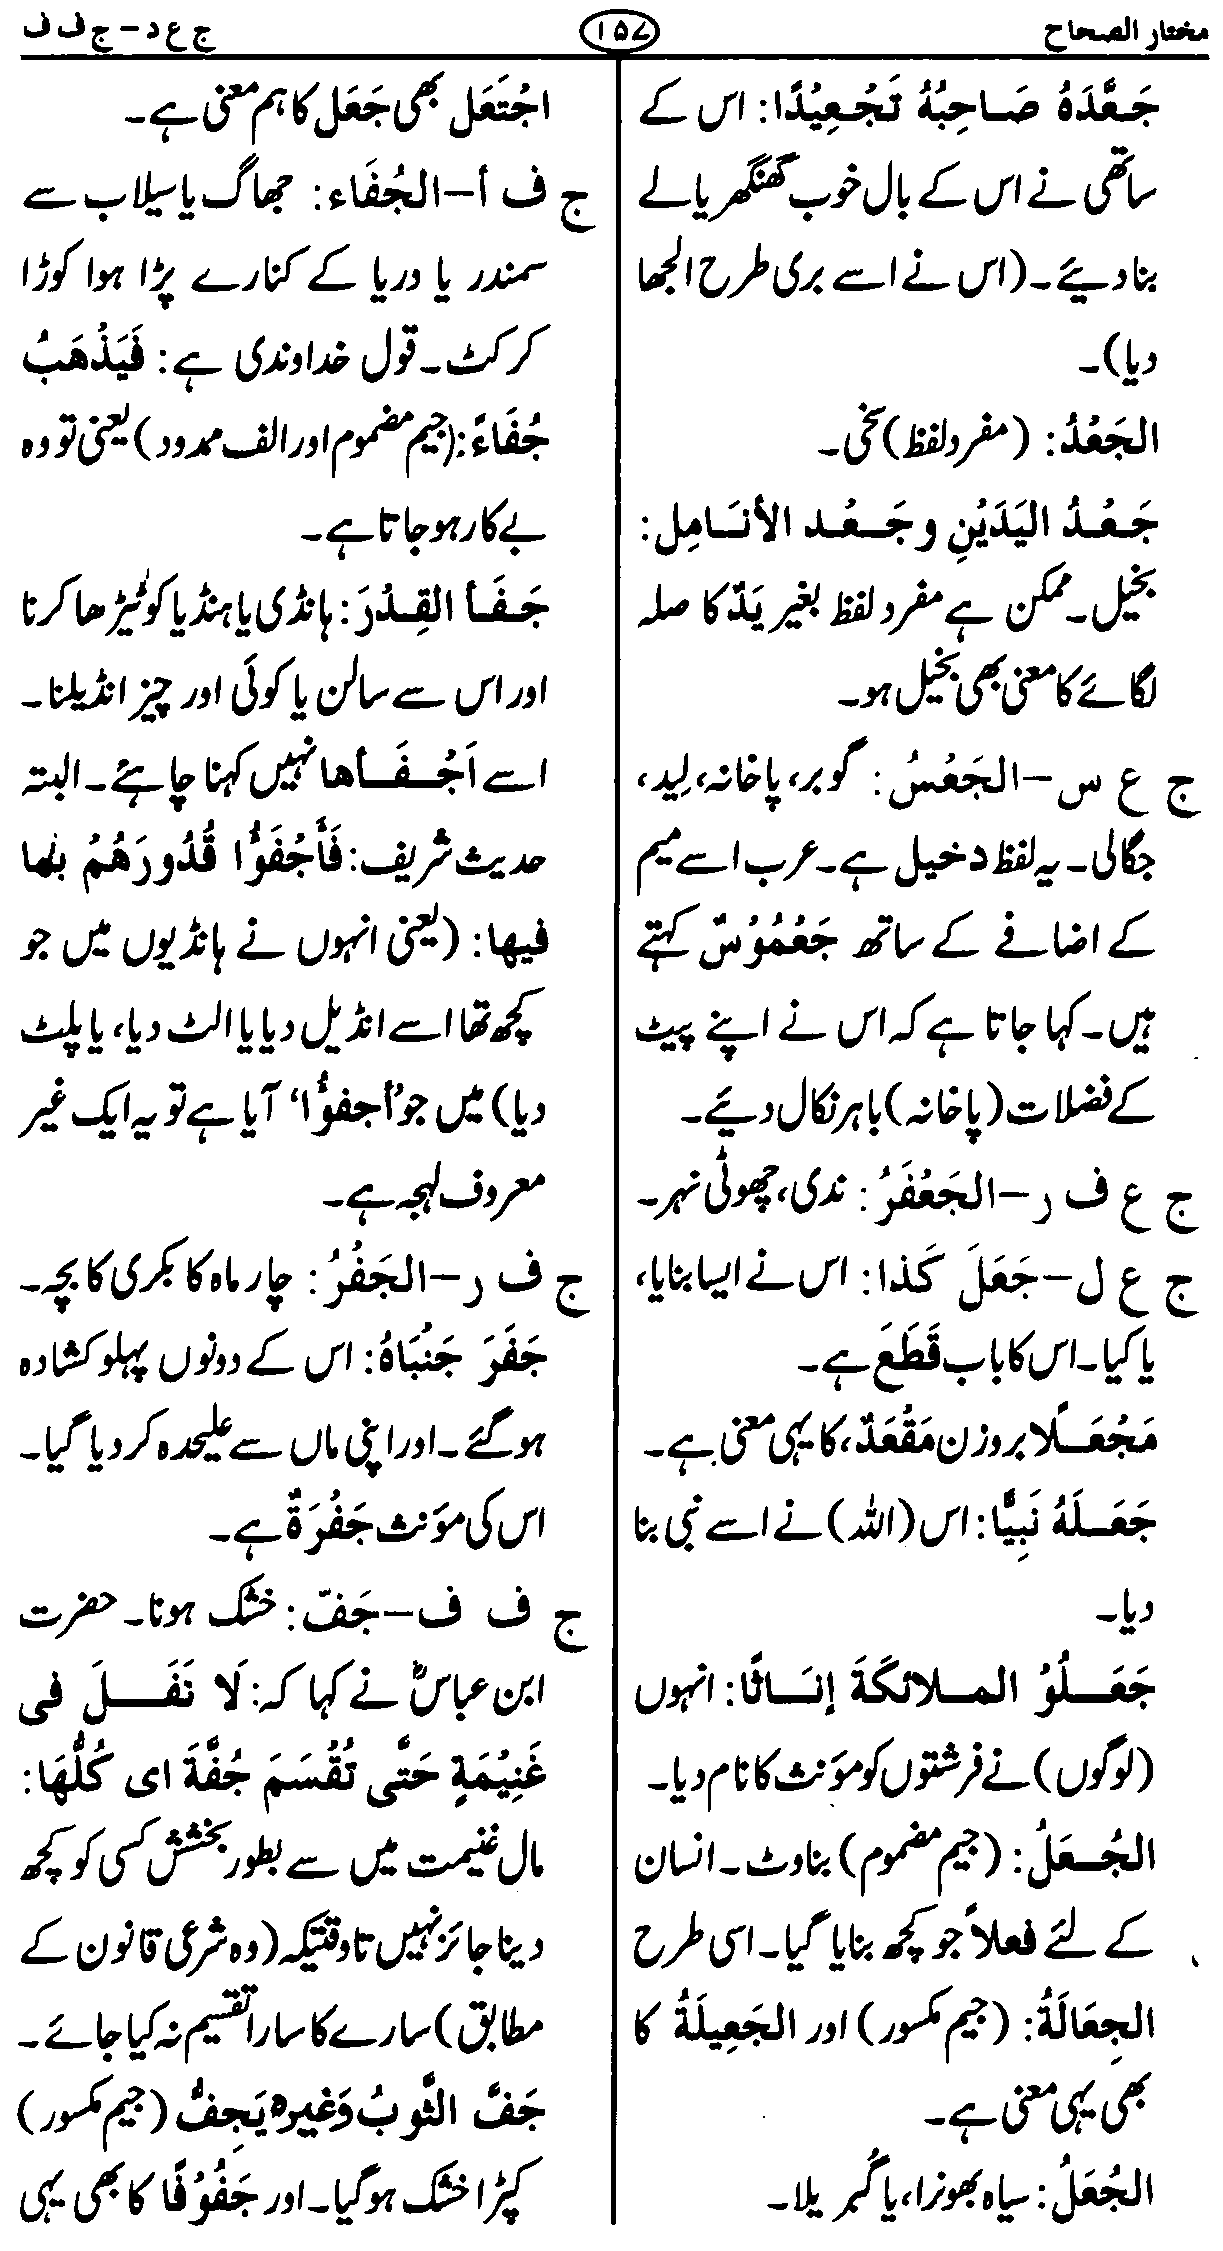 مختار الصحاح
۱۵۷
ج ع د – ج ف ف
جَعَّدَهُ صَاحِبُهُ تَجْعِیْدًا: اس کے
ساتھی نے اس کے بال خوب گھنگھریالے
بنا دیئے۔ (اس نے اسے بری طرح الجھا
دیا)۔
الجَعْدُ: (مفرد لفظ) سخی۔
جَعْدُ الیَدَیْنِ و جَعْد الأنَامِل:
بخیل۔ ممکن ہے مفرد لفظ بغیر یَدٌ کا صلہ
لگائے کا معنی بھی بخیل ہو۔
ج ع س – الجَعْسُ: گوبر، پاخانہ، لِید،
جگالی۔ یہ لفظ دخیل ہے۔ عرب اسے میم
کے اضافے کے ساتھ جَعْمُوْسٌ کہتے
ہیں۔ کہا جاتا ہے کہ اس نے اپنے پیٹ
کے فضلات (پاخانہ) باہر نکال دیئے۔
ج ع ف ر – الجَعْفَرُ: ندی، چھوٹی نہر۔
ج ع ل – جَعَلَ کَذا: اس نے ایسا بنایا،
یا کیا۔ اس کا باب قَطَعَ ہے۔
مَجْعَلًا بروزن مَقْعَدٌ، کا یہی معنی ہے۔
جَعَلَهُ نَبِیًّا: اس (اللہ) نے اسے نبی بنا
دیا۔
جَعَلُوْ الملائکَةَ إنَاثًا: انہوں
(لوگوں) نے فرشتوں کو مؤنث کا نام دیا۔
الجُعَلُ: (جیم مضموم) بناوٹ۔ انسان
کے لئے فعلاً جو کچھ بنایا گیا۔ اسی طرح
الجِعَالَةُ: (جیم مکسور) اور الجَعِیلَةُ کا
بھی یہی معنی ہے۔
الجُعَلُ: سیاہ بھونرا، یا گُبریلا۔
اجْتَعَل بھی جَعَل کا ہم معنی ہے۔
ج ف أ – الجُفَاء: جھاگ یا سیلاب سے
سمندر یا دریا کے کنارے پڑا ہوا کوڑا
کرکٹ۔ قول خداوندی ہے: فَیَذْهَبُ
جُفَاءً: (جیم مضموم اور الف ممدود) یعنی تو وہ
بے کار ہو جاتا ہے۔
جَفَأ القِدْرَ: ہانڈی یا ہنڈیا کو ٹیڑھا کرنا
اور اس سے سالن یا کوئی اور چیز انڈیلنا۔
اسے اَجْفَأها نہیں کہنا چاہئے۔ البتہ
حدیث شریف: فَأَجْفَؤُا قُدُورَهُمْ بلھا
فیها: (یعنی انہوں نے ہانڈیوں میں جو
کچھ تھا اسے انڈیل دیا یا الٹ دیا، یا پلٹ
دیا) میں جو ’أجفؤُا‘ آیا ہے تو یہ ایک غیر
معروف لہجہ ہے۔
ج ف ر – الجَفْرُ: چار ماہ کا بکری کا بچہ۔
جَفَرَ جَنْبَاهُ: اس کے دونوں پہلو کشادہ
ہو گئے۔ اور اپنی ماں سے علیحدہ کر دیا گیا۔
اس کی مؤنث جَفْرَةٌ ہے۔
ج ف ف – جَفّ: خشک ہونا۔ حضرت
ابن عباسؓ نے کہا کہ: لَا نَفَلَ فی
غَنِیْمَةٍ حَتَّی تُقْسَمَ جُفَّةَ ای کُلُّهَا:
مال غنیمت میں سے بطور بخشش کسی کو کچھ
دینا جائز نہیں تاوقتیکہ (وہ شرعی قانون کے
مطابق) سارے کا سارا تقسیم نہ کیا جائے۔
جَفَّ الثَّوبُ وَغیره یَجِفُّ (جیم مکسور)
کپڑا خشک ہو گیا۔ اور جَفُوْفًا کا بھی یہی